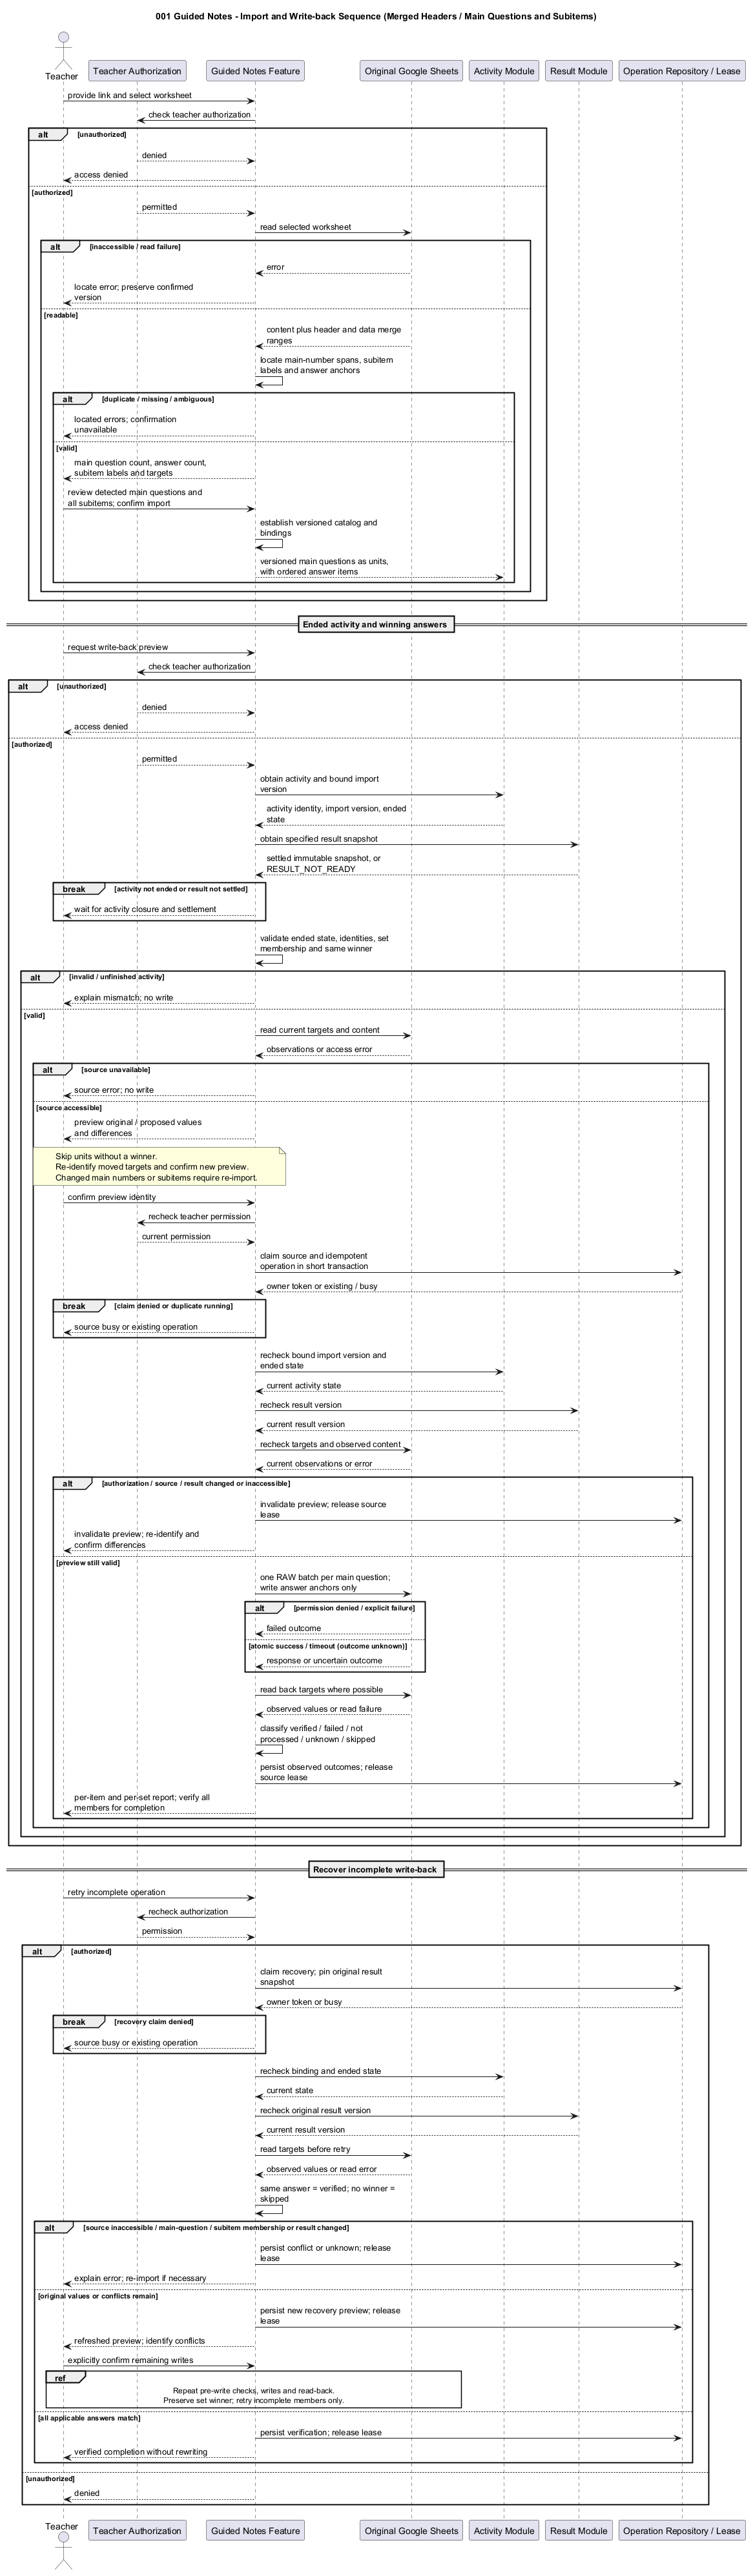 001 Guided Notes - Import and Write-back Sequence (Merged Headers / Main Questions and Subitems)
Teacher
Teacher Authorization
Guided Notes Feature
Original Google Sheets
Activity Module
Result Module
Operation Repository / Lease
provide link and select worksheet
check teacher authorization
alt [unauthorized]
denied
access denied
[authorized]
permitted
read selected worksheet
alt [inaccessible / read failure]
error
locate error; preserve confirmed
version
[readable]
content plus header and data merge
ranges
locate main-number spans, subitem
labels and answer anchors
alt [duplicate / missing / ambiguous]
located errors; confirmation
unavailable
[valid]
main question count, answer count,
subitem labels and targets
review detected main questions and
all subitems; confirm import
establish versioned catalog and
bindings
versioned main questions as units,
with ordered answer items
Ended activity and winning answers
request write-back preview
check teacher authorization
alt [unauthorized]
denied
access denied
[authorized]
permitted
obtain activity and bound import
version
activity identity, import version, ended
state
obtain specified result snapshot
settled immutable snapshot, or
RESULT_NOT_READY
break [activity not ended or result not settled]
wait for activity closure and settlement
validate ended state, identities, set
membership and same winner
alt [invalid / unfinished activity]
explain mismatch; no write
[valid]
read current targets and content
observations or access error
alt [source unavailable]
source error; no write
[source accessible]
preview original / proposed values
and differences
Skip units without a winner.
Re-identify moved targets and confirm new preview.
Changed main numbers or subitems require re-import.
confirm preview identity
recheck teacher permission
current permission
claim source and idempotent
operation in short transaction
owner token or existing / busy
break [claim denied or duplicate running]
source busy or existing operation
recheck bound import version and
ended state
current activity state
recheck result version
current result version
recheck targets and observed content
current observations or error
alt [authorization / source / result changed or inaccessible]
invalidate preview; release source
lease
invalidate preview; re-identify and
confirm differences
[preview still valid]
one RAW batch per main question;
write answer anchors only
alt [permission denied / explicit failure]
failed outcome
[atomic success / timeout (outcome unknown)]
response or uncertain outcome
read back targets where possible
observed values or read failure
classify verified / failed / not
processed / unknown / skipped
persist observed outcomes; release
source lease
per-item and per-set report; verify all
members for completion
Recover incomplete write-back
retry incomplete operation
recheck authorization
permission
alt [authorized]
claim recovery; pin original result
snapshot
owner token or busy
break [recovery claim denied]
source busy or existing operation
recheck binding and ended state
current state
recheck original result version
current result version
read targets before retry
observed values or read error
same answer = verified; no winner =
skipped
alt [source inaccessible / main-question / subitem membership or result changed]
persist conflict or unknown; release
lease
explain error; re-import if necessary
[original values or conflicts remain]
persist new recovery preview; release
lease
refreshed preview; identify conflicts
explicitly confirm remaining writes
ref
Repeat pre-write checks, writes and read-back.
Preserve set winner; retry incomplete members only.
[all applicable answers match]
persist verification; release lease
verified completion without rewriting
[unauthorized]
denied
Teacher
Teacher Authorization
Guided Notes Feature
Original Google Sheets
Activity Module
Result Module
Operation Repository / Lease